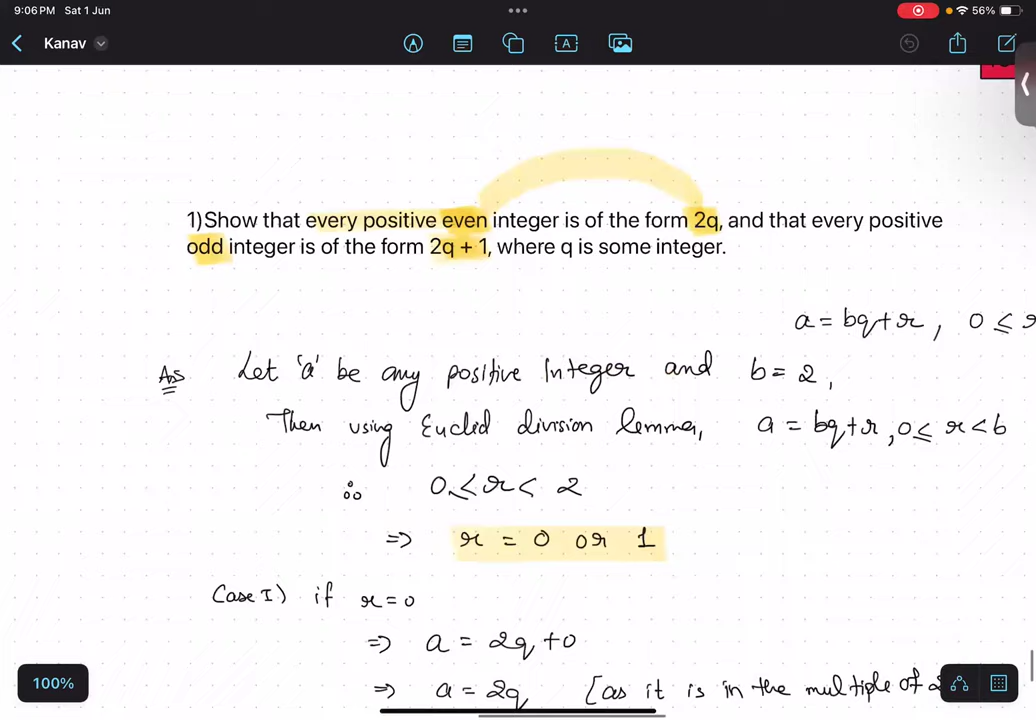 9:06 PM Sat 1 Jun
56%
Kanav
1)Show that every positive even integer is of the form 2q, and that every positive
odd integer is of the form 2q + 1, where q is some integer.
a = bq + r , 0 ≤
Ans Let 'a' be any positive Integer and b = 2 ,
Then using Euclid division lemma, a = bq + r , 0 ≤ r < b
∴ 0 ≤ r < 2
=> r = 0 or 1
Case I) if r = 0
=> a = 2q + 0
=> a = 2q [as it is in the multiple of 2
100%